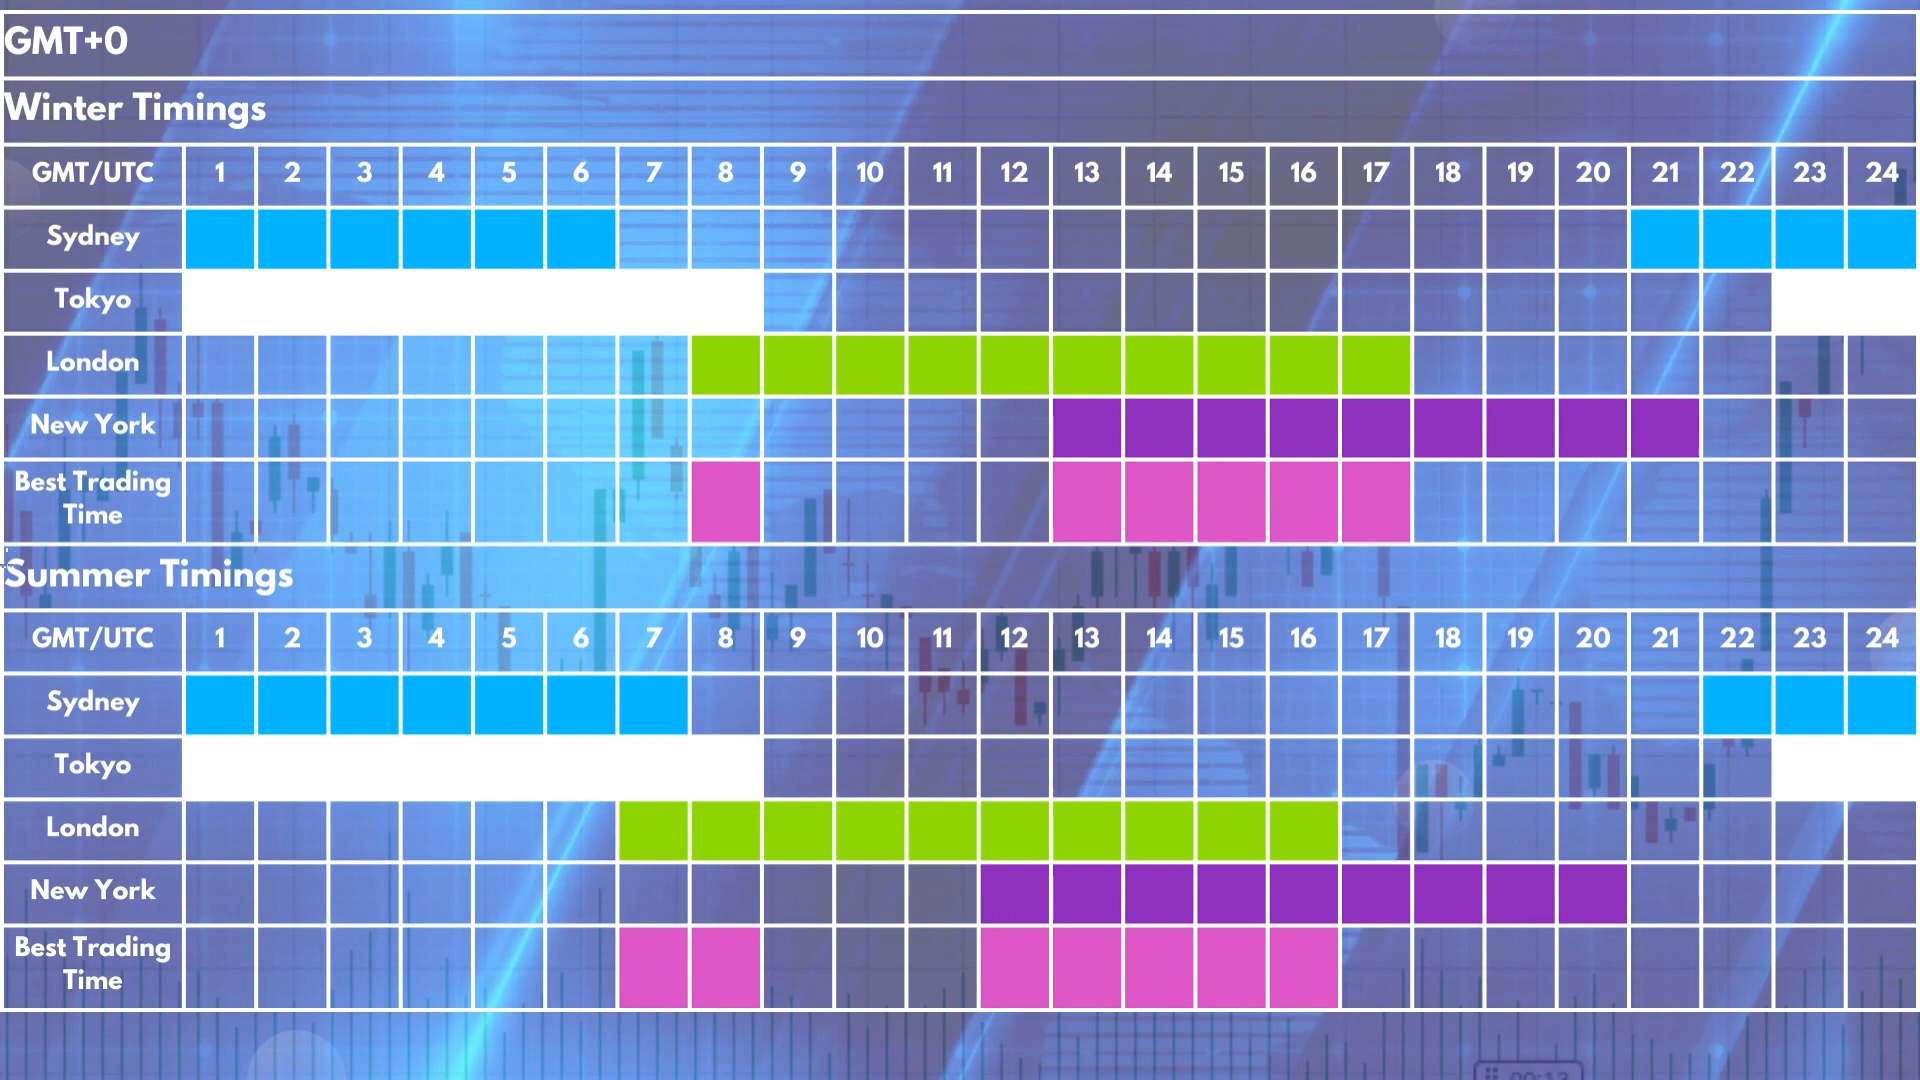 GMT+0
Winter Timings
GMT/UTC 1 2 3 4 5 6 7 8 9 10 11 12 13 14 15 16 17 18 19 20 21 22 23 24
Sydney
Tokyo
London
New York
Best Trading
Time
Summer Timings
GMT/UTC 1 2 3 4 5 6 7 8 9 10 11 12 13 14 15 16 17 18 19 20 21 22 23 24
Sydney
Tokyo
London
New York
Best Trading
Time